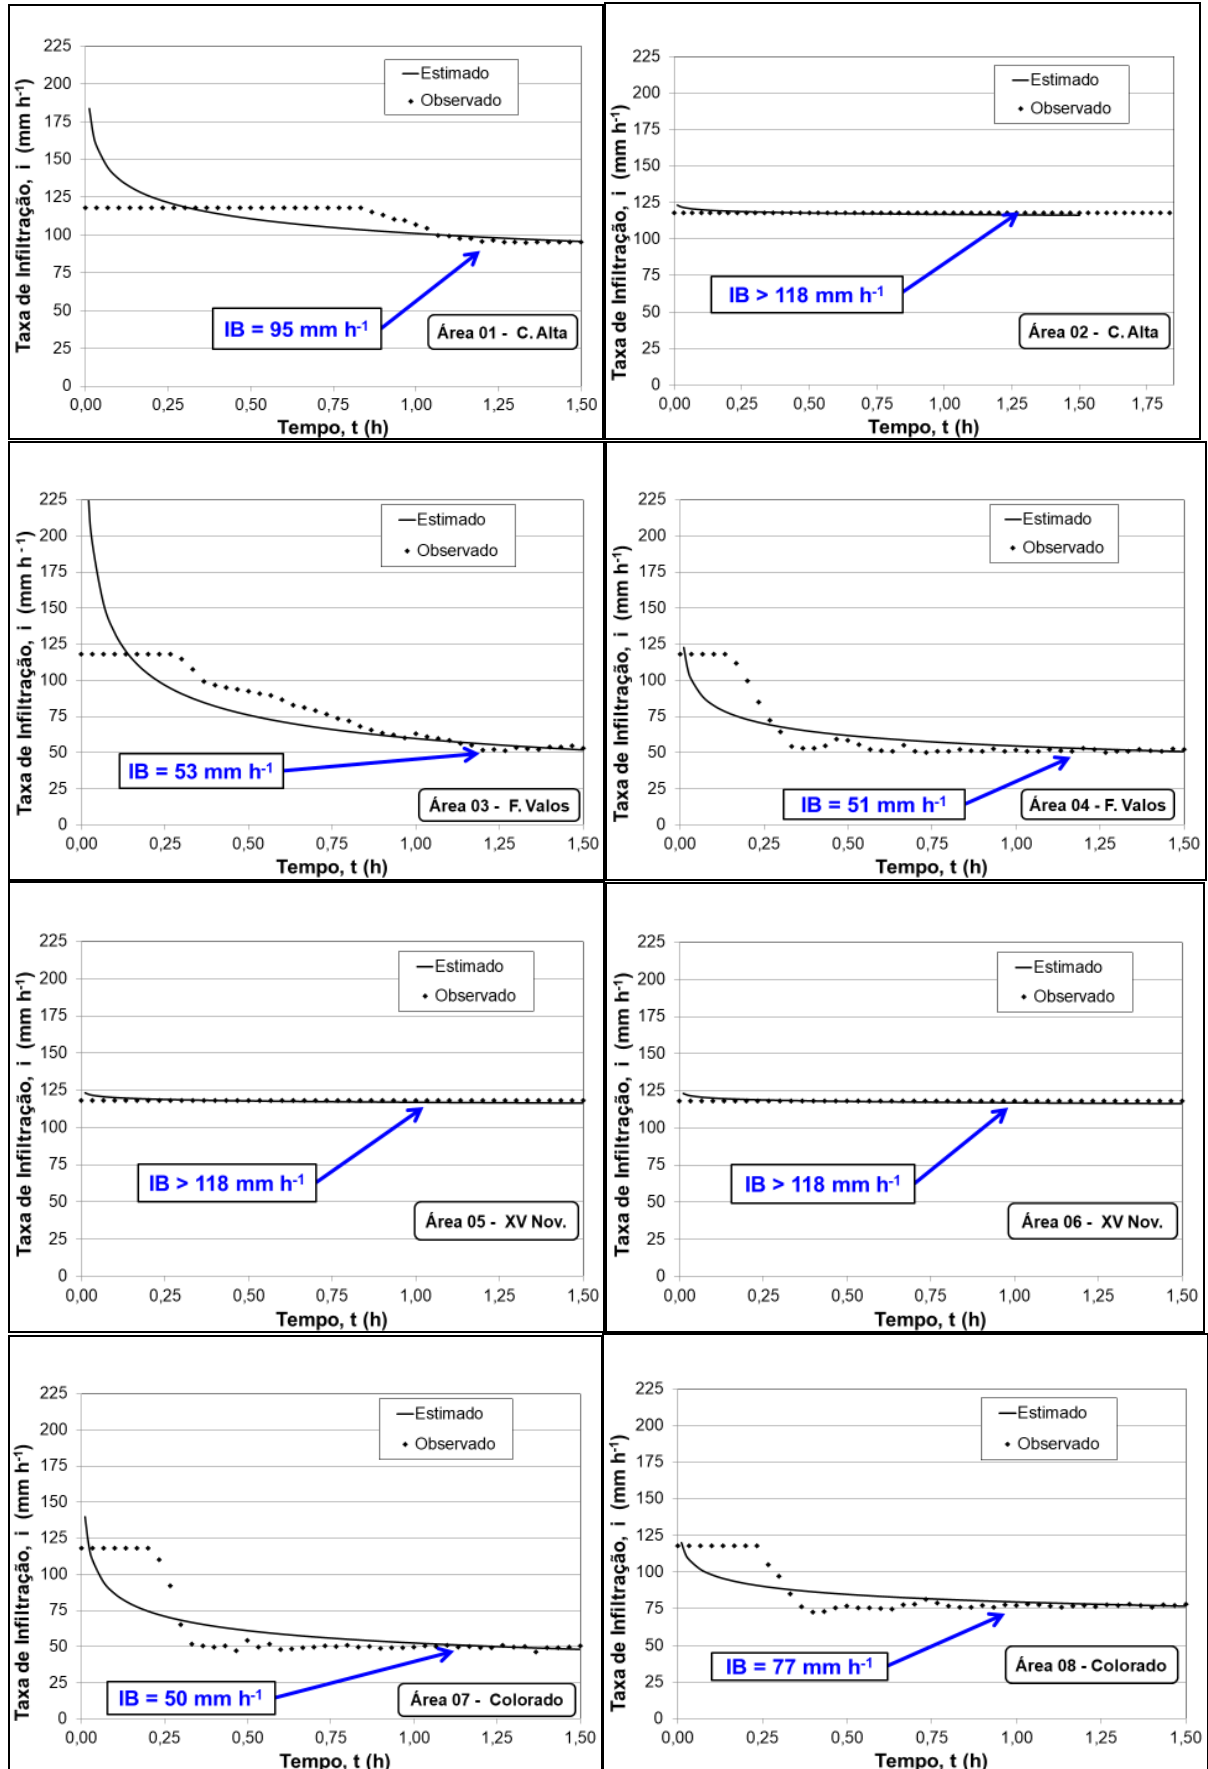 Taxa de Infiltração, i (mm h-1)
225
200
175
150
125
100
75
50
25
0
Estimado
Observado
IB = 95 mm h-1
Área 01 - C. Alta
0,00 0,25 0,50 0,75 1,00 1,25 1,50
Tempo, t (h)
Taxa de Infiltração, i (mm h-1)
225
200
175
150
125
100
75
50
25
0
Estimado
Observado
IB > 118 mm h-1
Área 02 - C. Alta
0,00 0,25 0,50 0,75 1,00 1,25 1,50 1,75
Tempo, t (h)
Taxa de Infiltração, i (mm h-1)
225
200
175
150
125
100
75
50
25
0
Estimado
Observado
IB = 53 mm h-1
Área 03 - F. Valos
0,00 0,25 0,50 0,75 1,00 1,25 1,50
Tempo, t (h)
Taxa de Infiltração, i (mm h-1)
225
200
175
150
125
100
75
50
25
0
Estimado
Observado
IB = 51 mm h-1
Área 04 - F. Valos
0,00 0,25 0,50 0,75 1,00 1,25 1,50
Tempo, t (h)
Taxa de Infiltração, i (mm h-1)
225
200
175
150
125
100
75
50
25
0
Estimado
Observado
IB > 118 mm h-1
Área 05 - XV Nov.
0,00 0,25 0,50 0,75 1,00 1,25 1,50
Tempo, t (h)
Taxa de Infiltração, i (mm h-1)
225
200
175
150
125
100
75
50
25
0
Estimado
Observado
IB > 118 mm h-1
Área 06 - XV Nov.
0,00 0,25 0,50 0,75 1,00 1,25 1,50
Tempo, t (h)
Taxa de Infiltração, i (mm h-1)
225
200
175
150
125
100
75
50
25
0
Estimado
Observado
IB = 50 mm h-1
Área 07 - Colorado
0,00 0,25 0,50 0,75 1,00 1,25 1,50
Tempo, t (h)
Taxa de Infiltração, i (mm h-1)
225
200
175
150
125
100
75
50
25
0
Estimado
Observado
IB = 77 mm h-1
Área 08 - Colorado
0,00 0,25 0,50 0,75 1,00 1,25 1,50
Tempo, t (h)